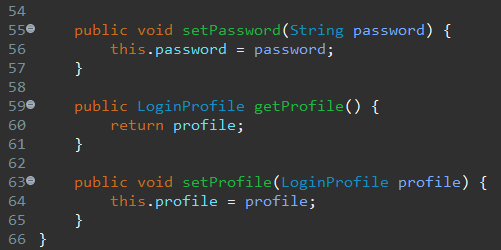 54
55 public void setPassword(String password) {
56 this.password = password;
57 }
58
59 public LoginProfile getProfile() {
60 return profile;
61 }
62
63 public void setProfile(LoginProfile profile) {
64 this.profile = profile;
65 }
66 }